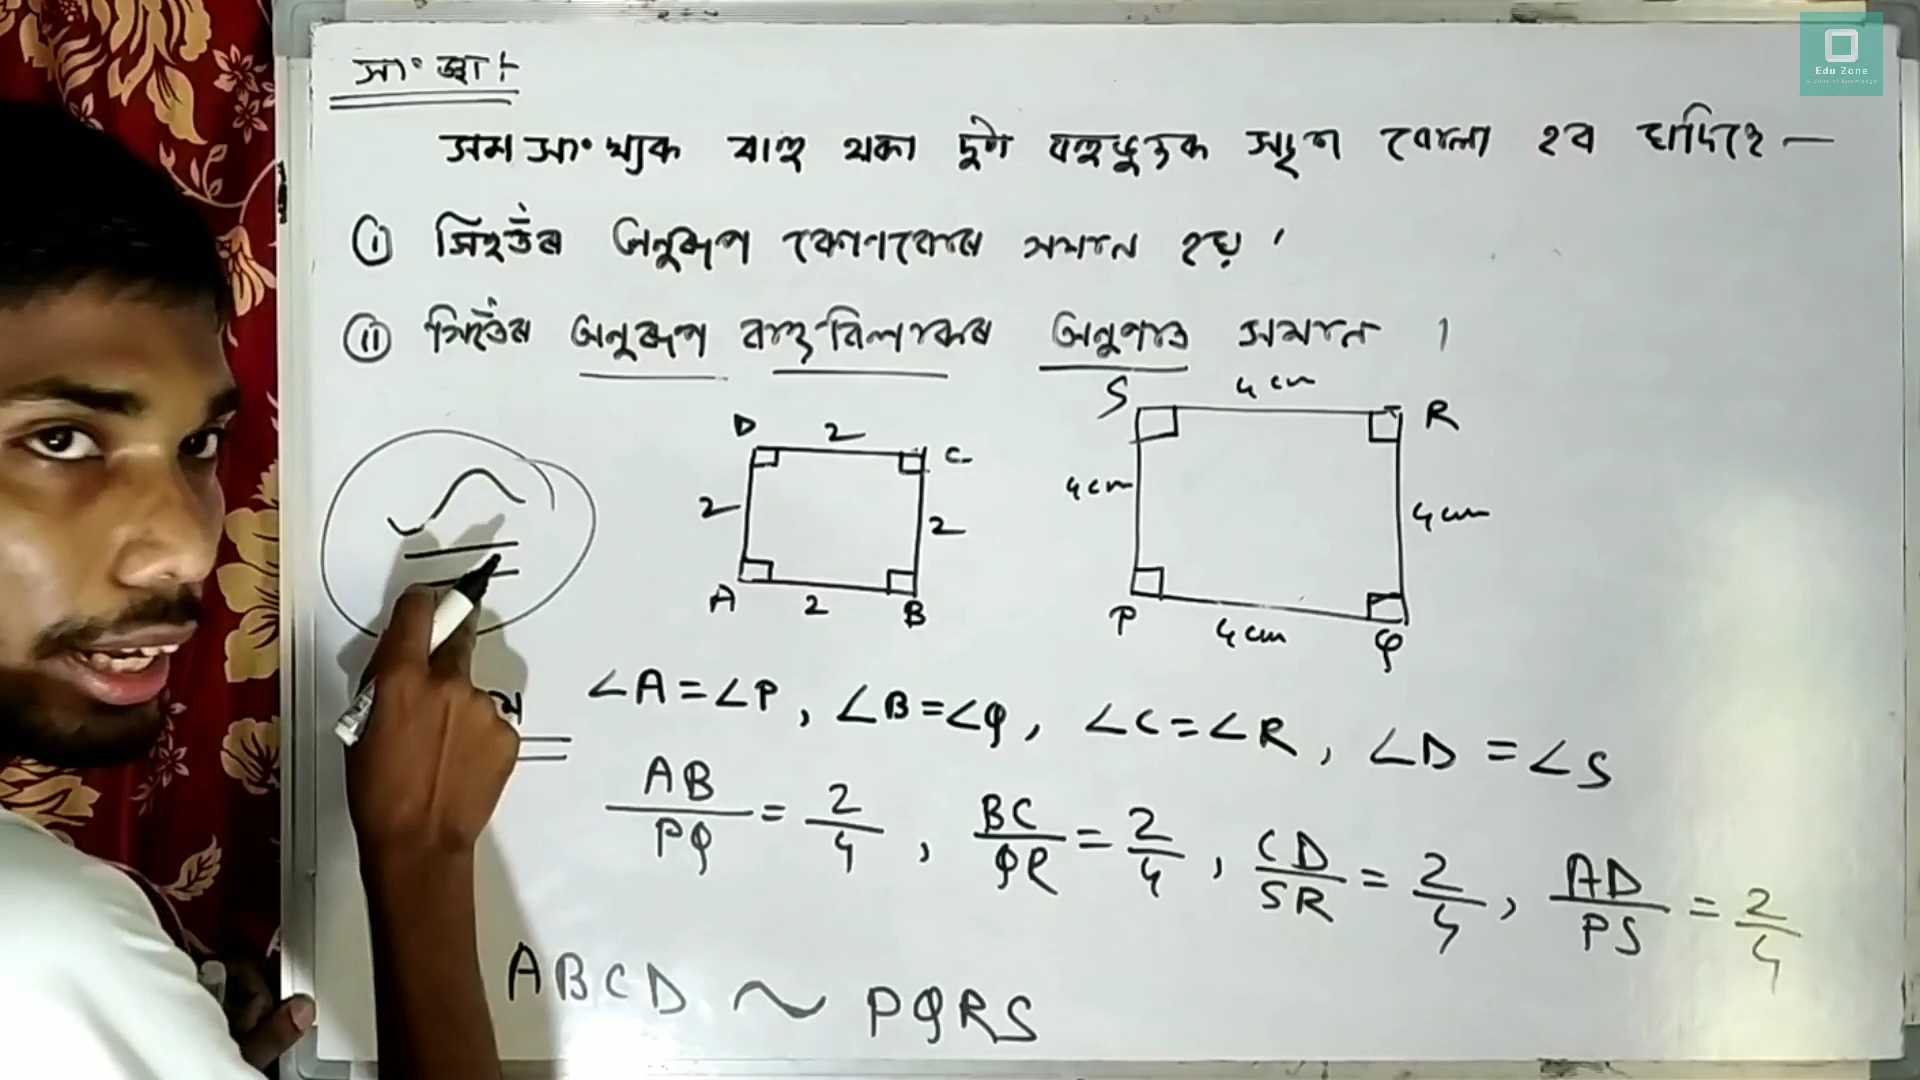 সাংজ্ঞা:
সমসাংখ্যক বাহু থকা দুটা বহুভুজক সদৃশ বোলা হব যদিহে —
(i) সিহঁতৰ অনুৰূপ কোণবোৰ সমান হয় ।
(ii) সিহঁতৰ অনুৰূপ বাহুবিলাকৰ অনুপাত সমান ।
D 2 C
2 2
A 2 B
S 4 cm R
4 cm 4 cm
P 4 cm Q
∠A = ∠P , ∠B = ∠Q , ∠C = ∠R , ∠D = ∠S
AB/PQ = 2/4 , BC/QR = 2/4 , CD/SR = 2/4 , AD/PS = 2/4
ABCD ~ PQRS
Edu Zone